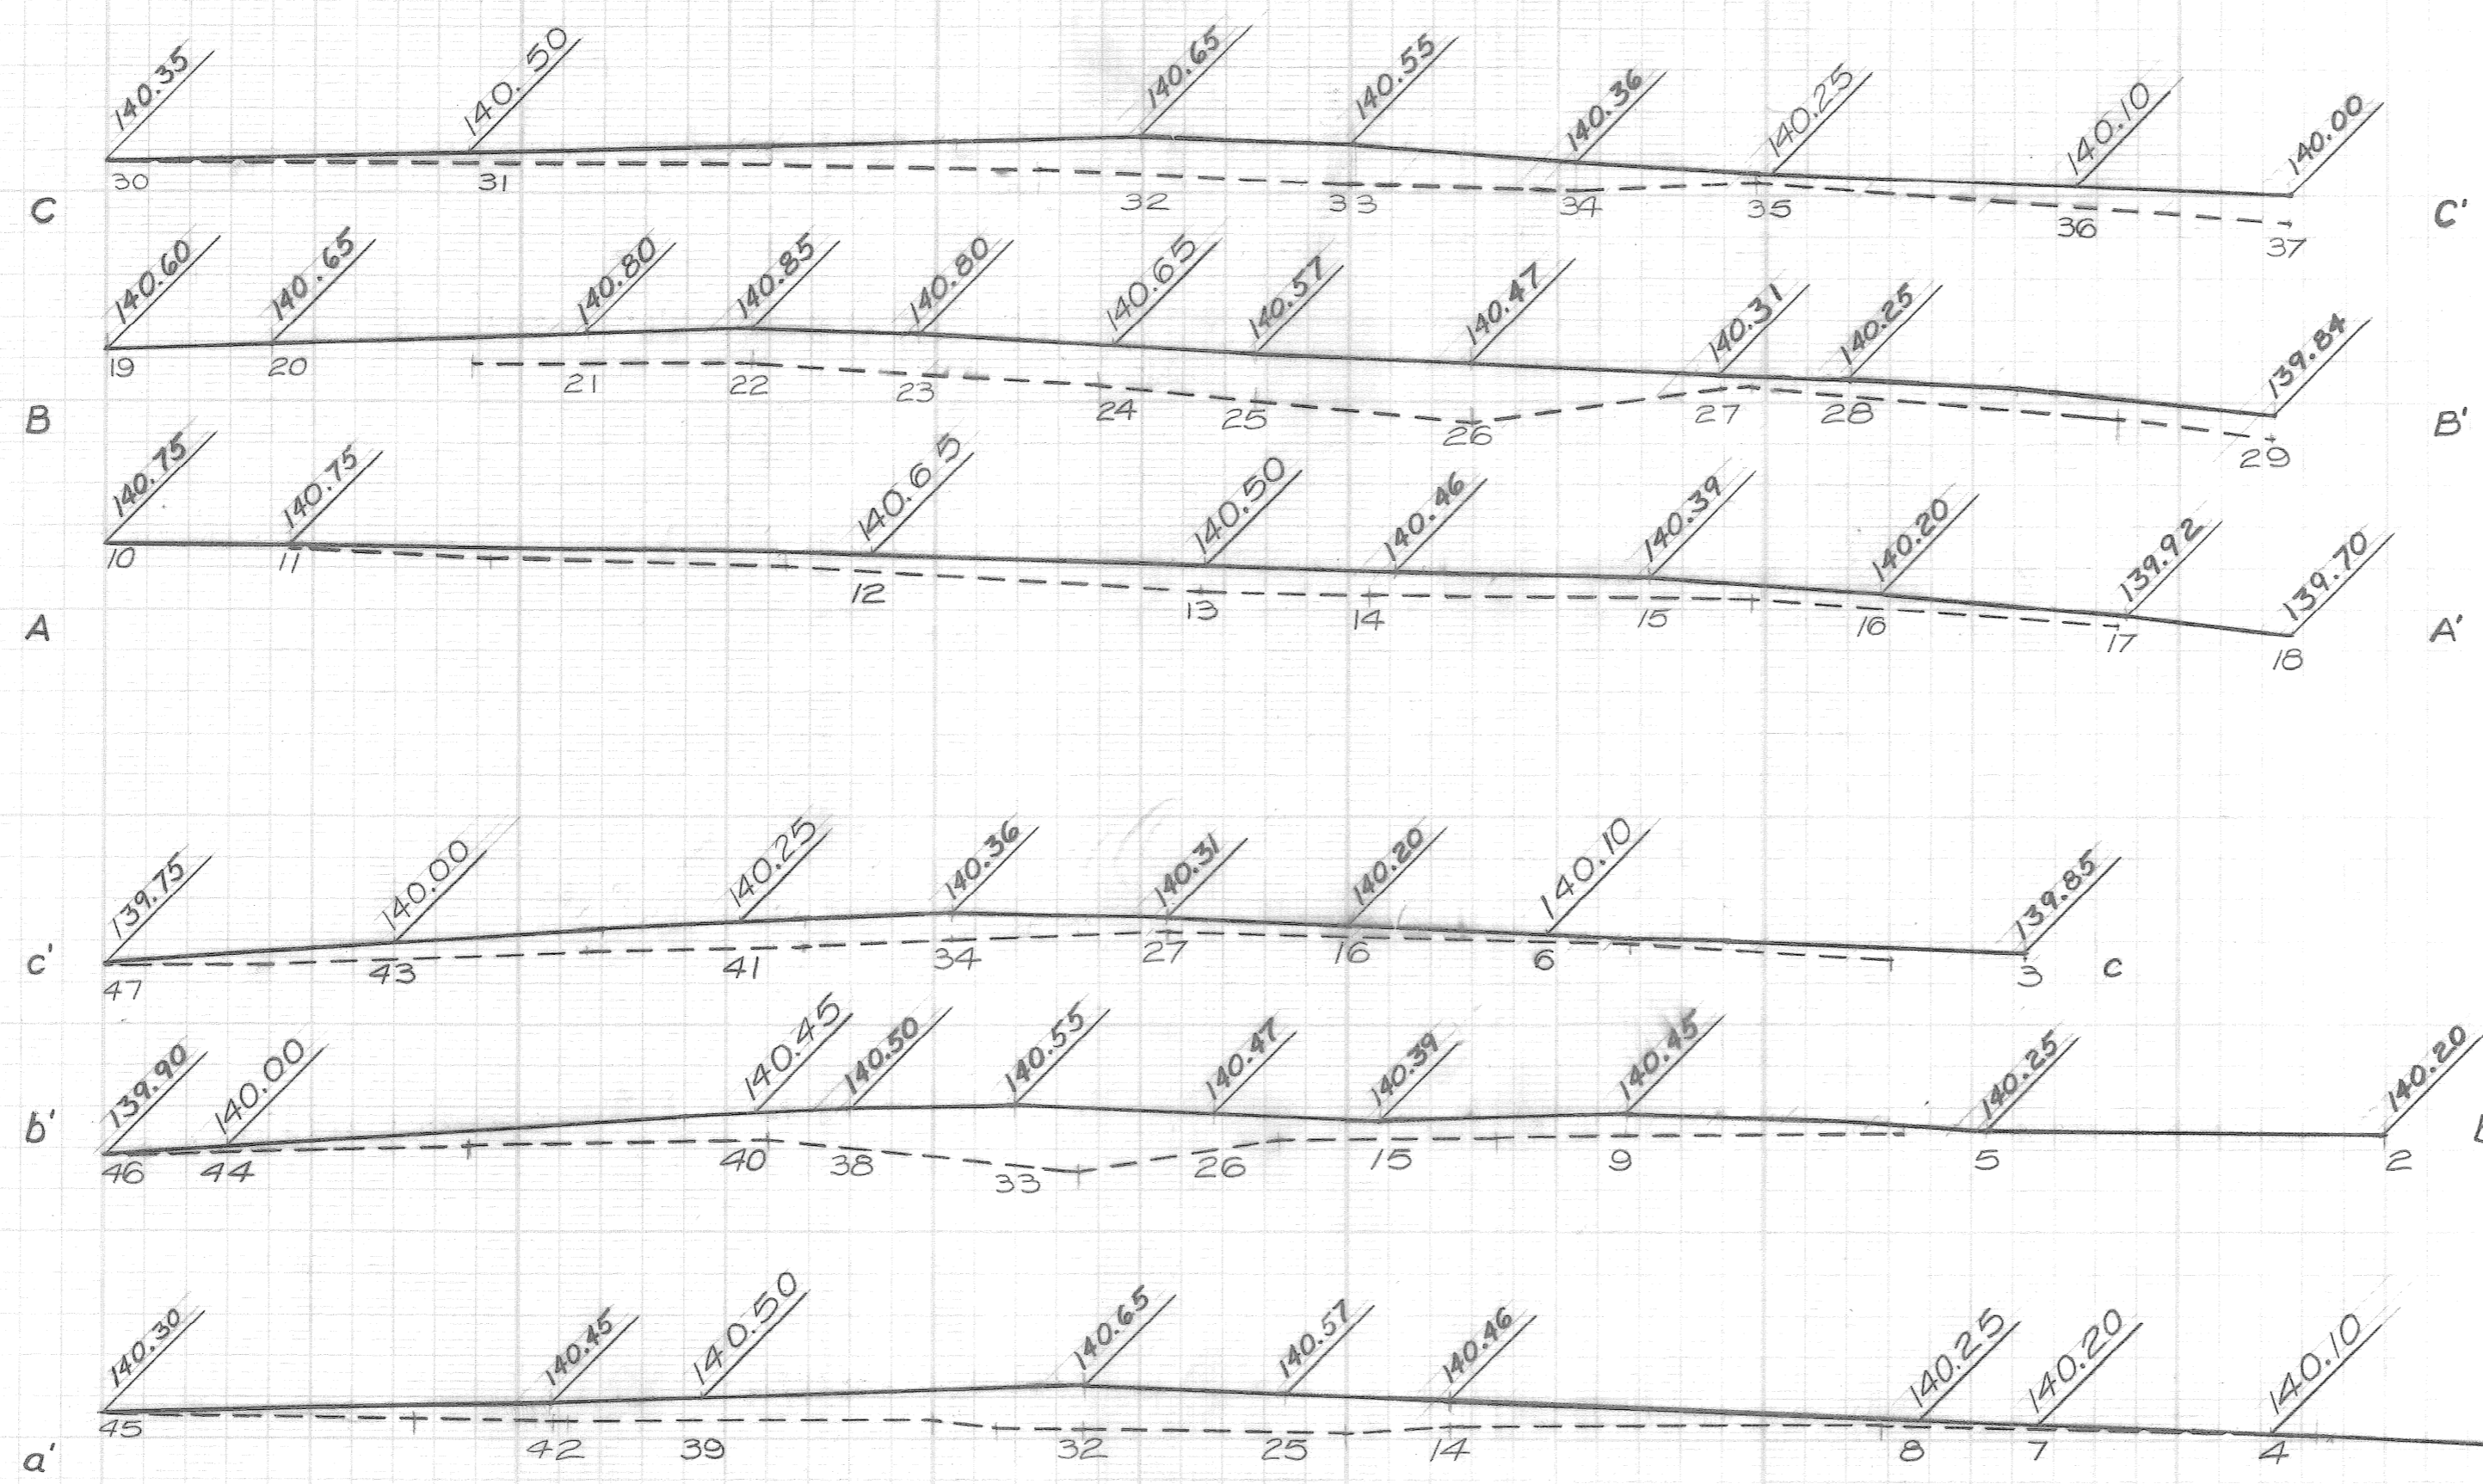 140.35 140.50 140.65 140.55 140.36 140.25 140.10 140.00
30 31 32 33 34 35 36 37
C C'
140.60 140.65 140.80 140.85 140.80 140.65 140.57 140.47 140.31 140.25 139.84
19 20 21 22 23 24 25 26 27 28 29
B B'
140.75 140.75 140.65 140.50 140.46 140.39 140.20 139.92 139.70
10 11 12 13 14 15 16 17 18
A A'
139.75 140.00 140.25 140.36 140.31 140.20 140.10 139.85
c' 47 43 41 34 27 16 6 3 c
139.90 140.00 140.45 140.50 140.55 140.47 140.39 140.45 140.25 140.20
b' 46 44 40 38 33 26 15 9 5 2
140.30 140.45 140.50 140.65 140.57 140.46 140.25 140.20 140.10
45 42 39 32 25 14 8 7 4
a'